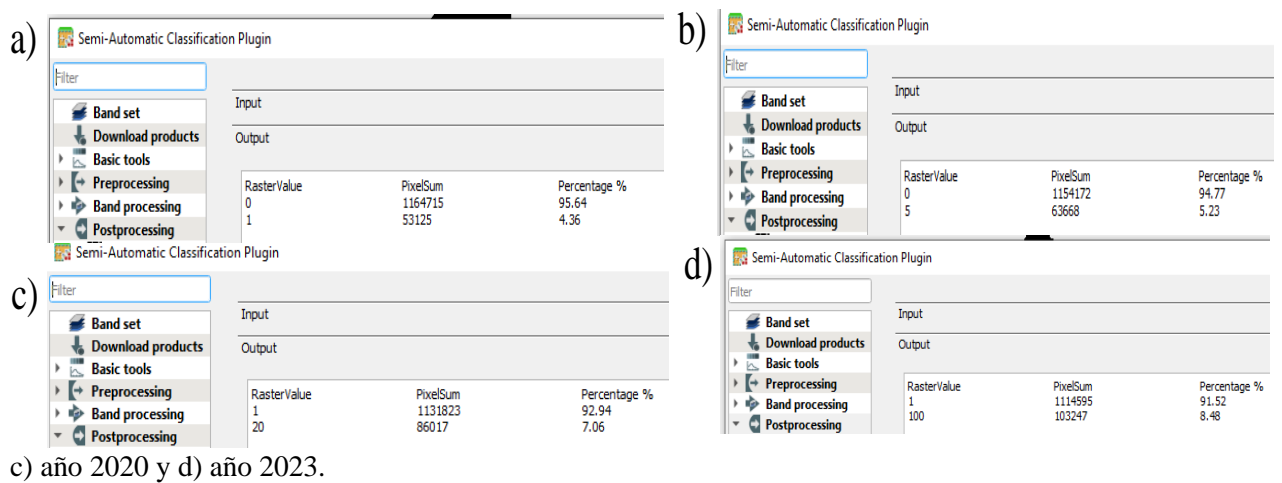 a)
Semi-Automatic Classification Plugin
Filter
Band set
Download products
Basic tools
Preprocessing
Band processing
Postprocessing
Input
Output
RasterValue PixelSum Percentage %
0 1164715 95.64
1 53125 4.36
b)
Semi-Automatic Classification Plugin
Filter
Band set
Download products
Basic tools
Preprocessing
Band processing
Postprocessing
Input
Output
RasterValue PixelSum Percentage %
0 1154172 94.77
5 63668 5.23
c)
Semi-Automatic Classification Plugin
Filter
Band set
Download products
Basic tools
Preprocessing
Band processing
Postprocessing
Input
Output
RasterValue PixelSum Percentage %
1 1131823 92.94
20 86017 7.06
d)
Semi-Automatic Classification Plugin
Filter
Band set
Download products
Basic tools
Preprocessing
Band processing
Postprocessing
Input
Output
RasterValue PixelSum Percentage %
1 1114595 91.52
100 103247 8.48
c) año 2020 y d) año 2023.